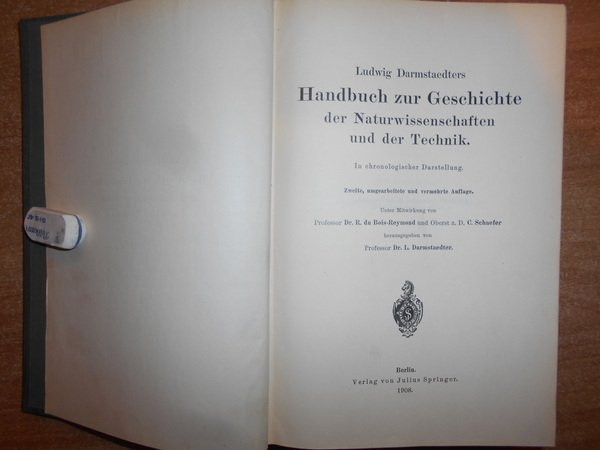 Ludwig Darmstaedters
Handbuch zur Geschichte
der Naturwissenschaften
und der Technik.
In chronologischer Darstellung.
Zweite, umgearbeitete und vermehrte Auflage.
Unter Mitwirkung von
Professor Dr. R. du Bois-Reymond und Oberst z. D. C. Schaefer
herausgegeben von
Professor Dr. L. Darmstaedter.
Berlin.
Verlag von Julius Springer.
1908.